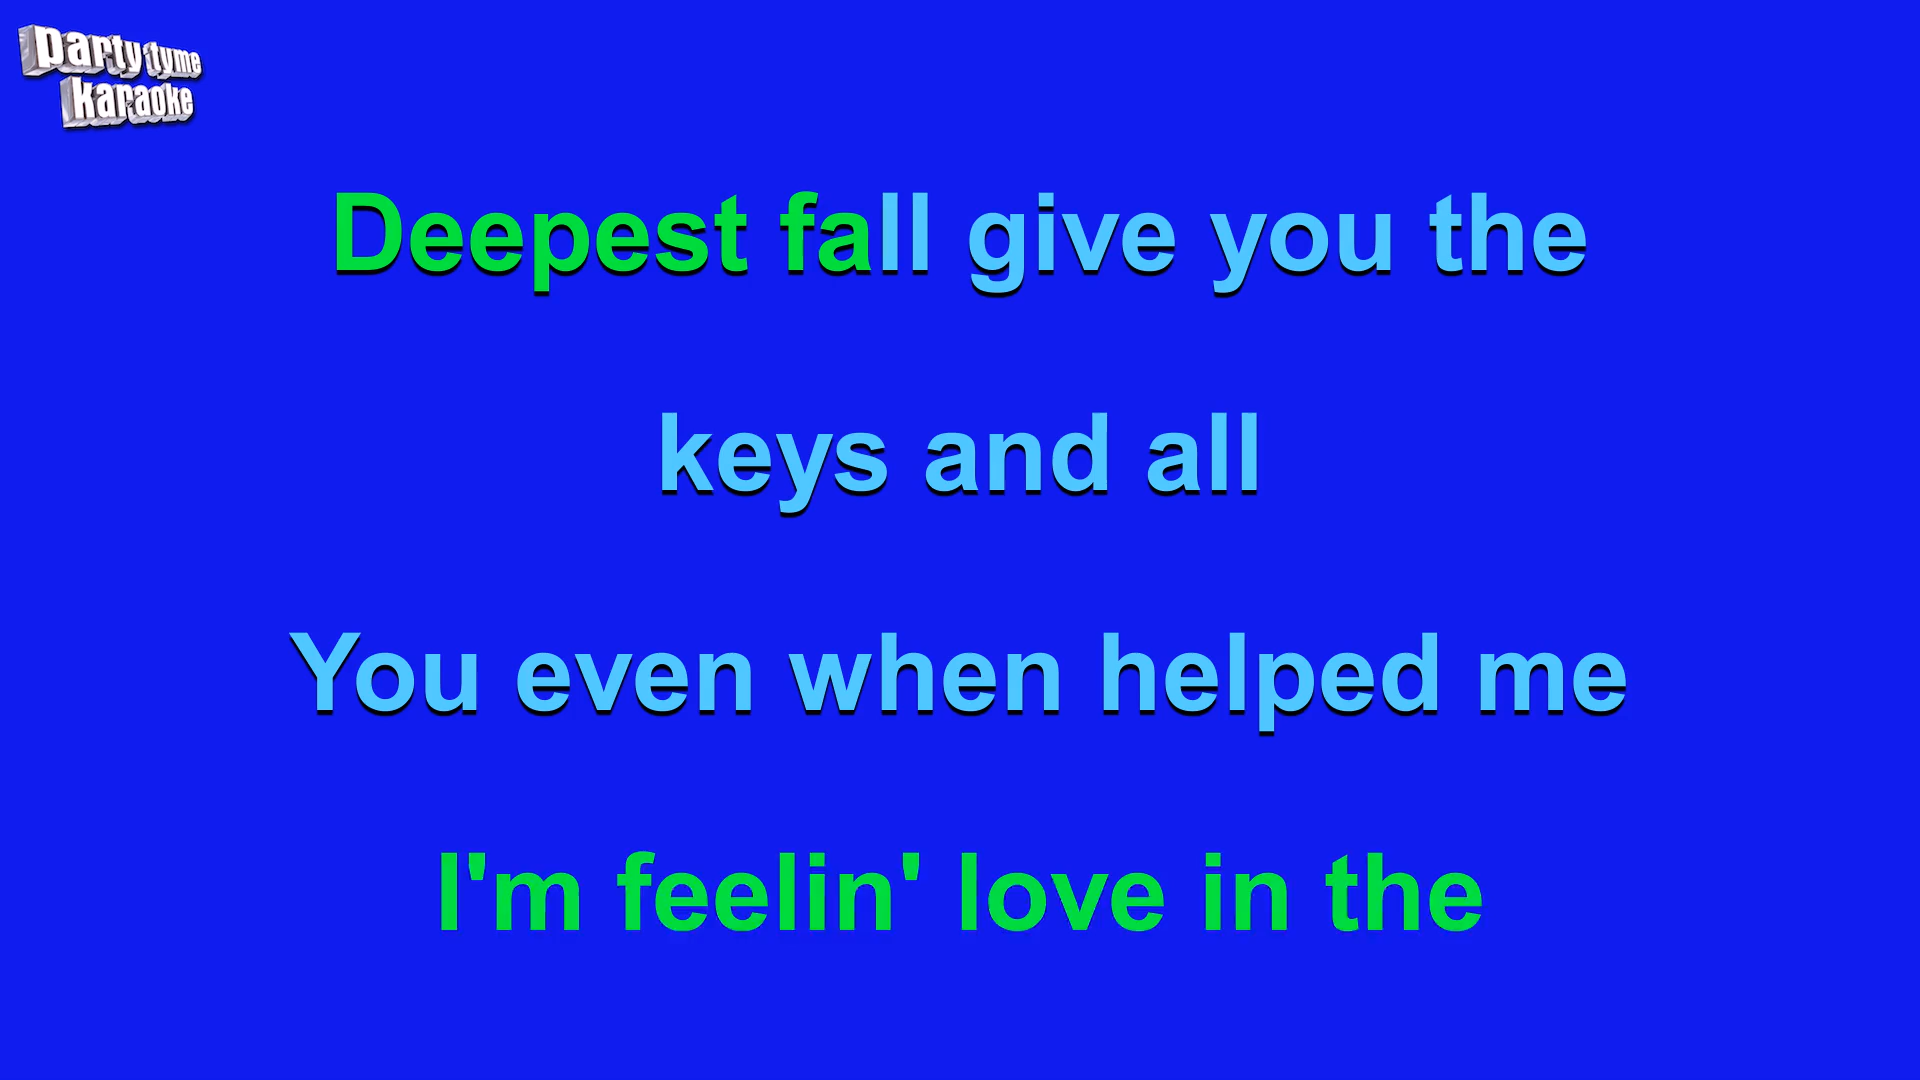 party tyme
karaoke
Deepest fall give you the
keys and all
You even when helped me
I'm feelin' love in the